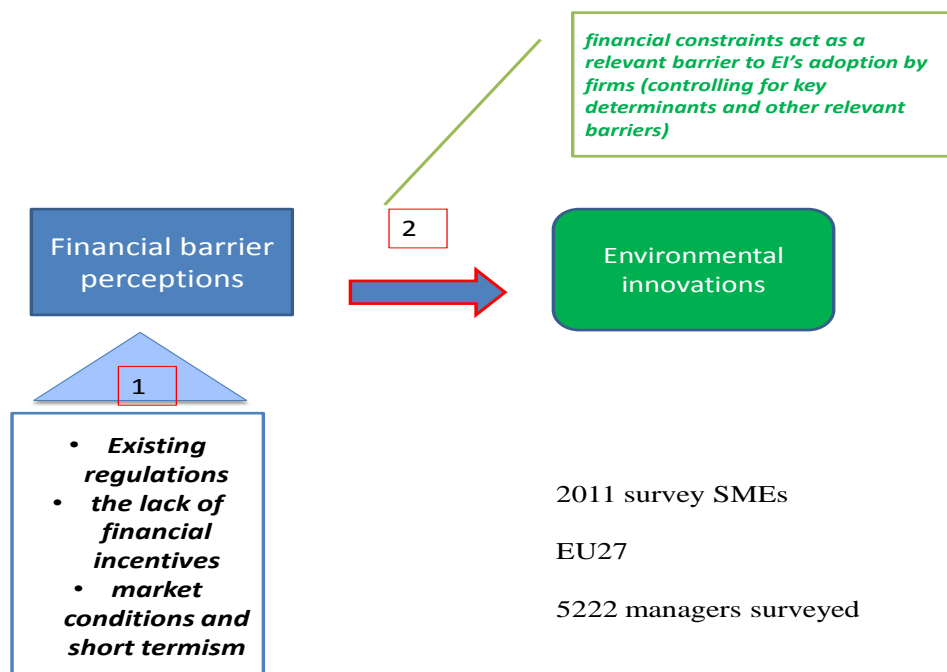 financial constraints act as a
relevant barrier to EI’s adoption by
firms (controlling for key
determinants and other relevant
barriers)
2
Financial barrier
perceptions
Environmental
innovations
1
• Existing
regulations
• the lack of
financial
incentives
• market
conditions and
short termism
2011 survey SMEs
EU27
5222 managers surveyed